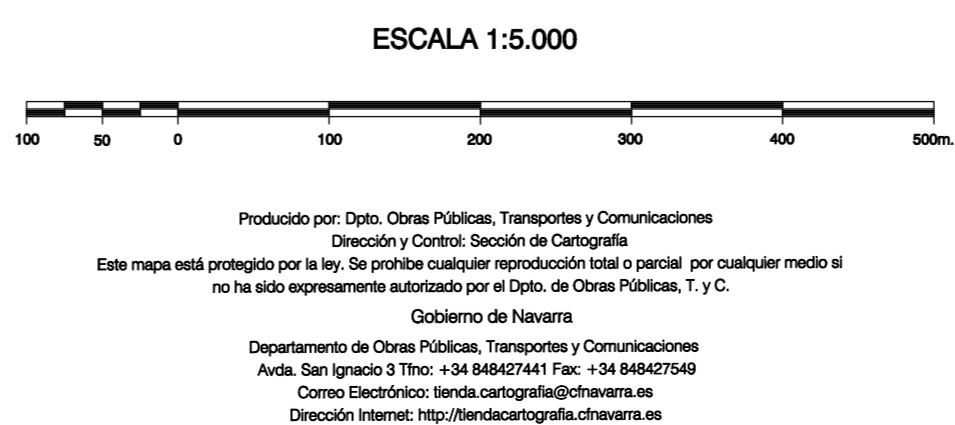 ESCALA 1:5.000
100 50 0 100 200 300 400 500m.
Producido por: Dpto. Obras Públicas, Transportes y Comunicaciones
Dirección y Control: Sección de Cartografía
Este mapa está protegido por la ley. Se prohibe cualquier reproducción total o parcial por cualquier medio si
no ha sido expresamente autorizado por el Dpto. de Obras Públicas, T. y C.
Gobierno de Navarra
Departamento de Obras Públicas, Transportes y Comunicaciones
Avda. San Ignacio 3 Tfno: +34 848427441 Fax: +34 848427549
Correo Electrónico: tienda.cartografia@cfnavarra.es
Dirección Internet: http://tiendacartografia.cfnavarra.es